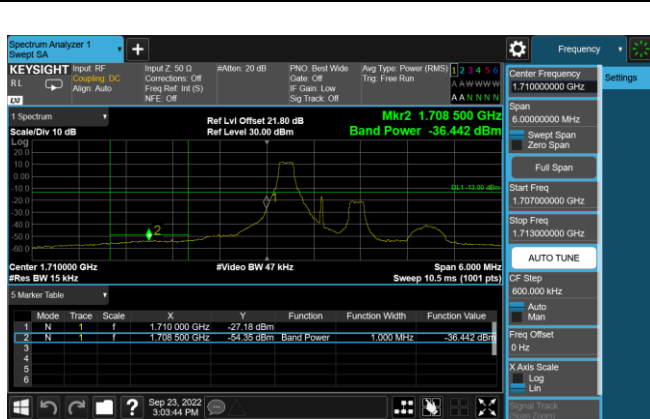 Spectrum Analyzer 1
Swept SA
Frequency
KEYSIGHT
RL
Input: RF
Coupling: DC
Align: Auto
Input Z: 50 Ω
Corrections: Off
Freq Ref: Int (S)
NFE: Off
#Atten: 20 dB
PNO: Best Wide
Gate: Off
IF Gain: Low
Sig Track: Off
Avg Type: Power (RMS)
Trig: Free Run
1 2 3 4 5 6
A A W W W W
A A N N N N
LXI
1 Spectrum
Scale/Div 10 dB
Log
Ref Lvl Offset 21.80 dB
Ref Level 30.00 dBm
Mkr2 1.708 500 GHz
Band Power -36.442 dBm
20.0
10.0
0.00
-10.0
-20.0
-30.0
-40.0
-50.0
-60.0
DL1 -13.00 dBm
1
2
Center 1.710000 GHz
#Res BW 15 kHz
#Video BW 47 kHz
Span 6.000 MHz
Sweep 10.5 ms (1001 pts)
5 Marker Table
Mode Trace Scale X Y Function Function Width Function Value
1 N 1 f 1.710 000 GHz -27.18 dBm
2 N 1 f 1.708 500 GHz -54.35 dBm Band Power 1.000 MHz -36.442 dBm
3
4
5
6
Sep 23, 2022
3:03:44 PM
Center Frequency
1.710000000 GHz
Span
6.00000000 MHz
Swept Span
Zero Span
Full Span
Start Freq
1.707000000 GHz
Stop Freq
1.713000000 GHz
AUTO TUNE
CF Step
600.000 kHz
Auto
Man
Freq Offset
0 Hz
X Axis Scale
Log
Lin
Signal Track
(Span Zoom)
Settings